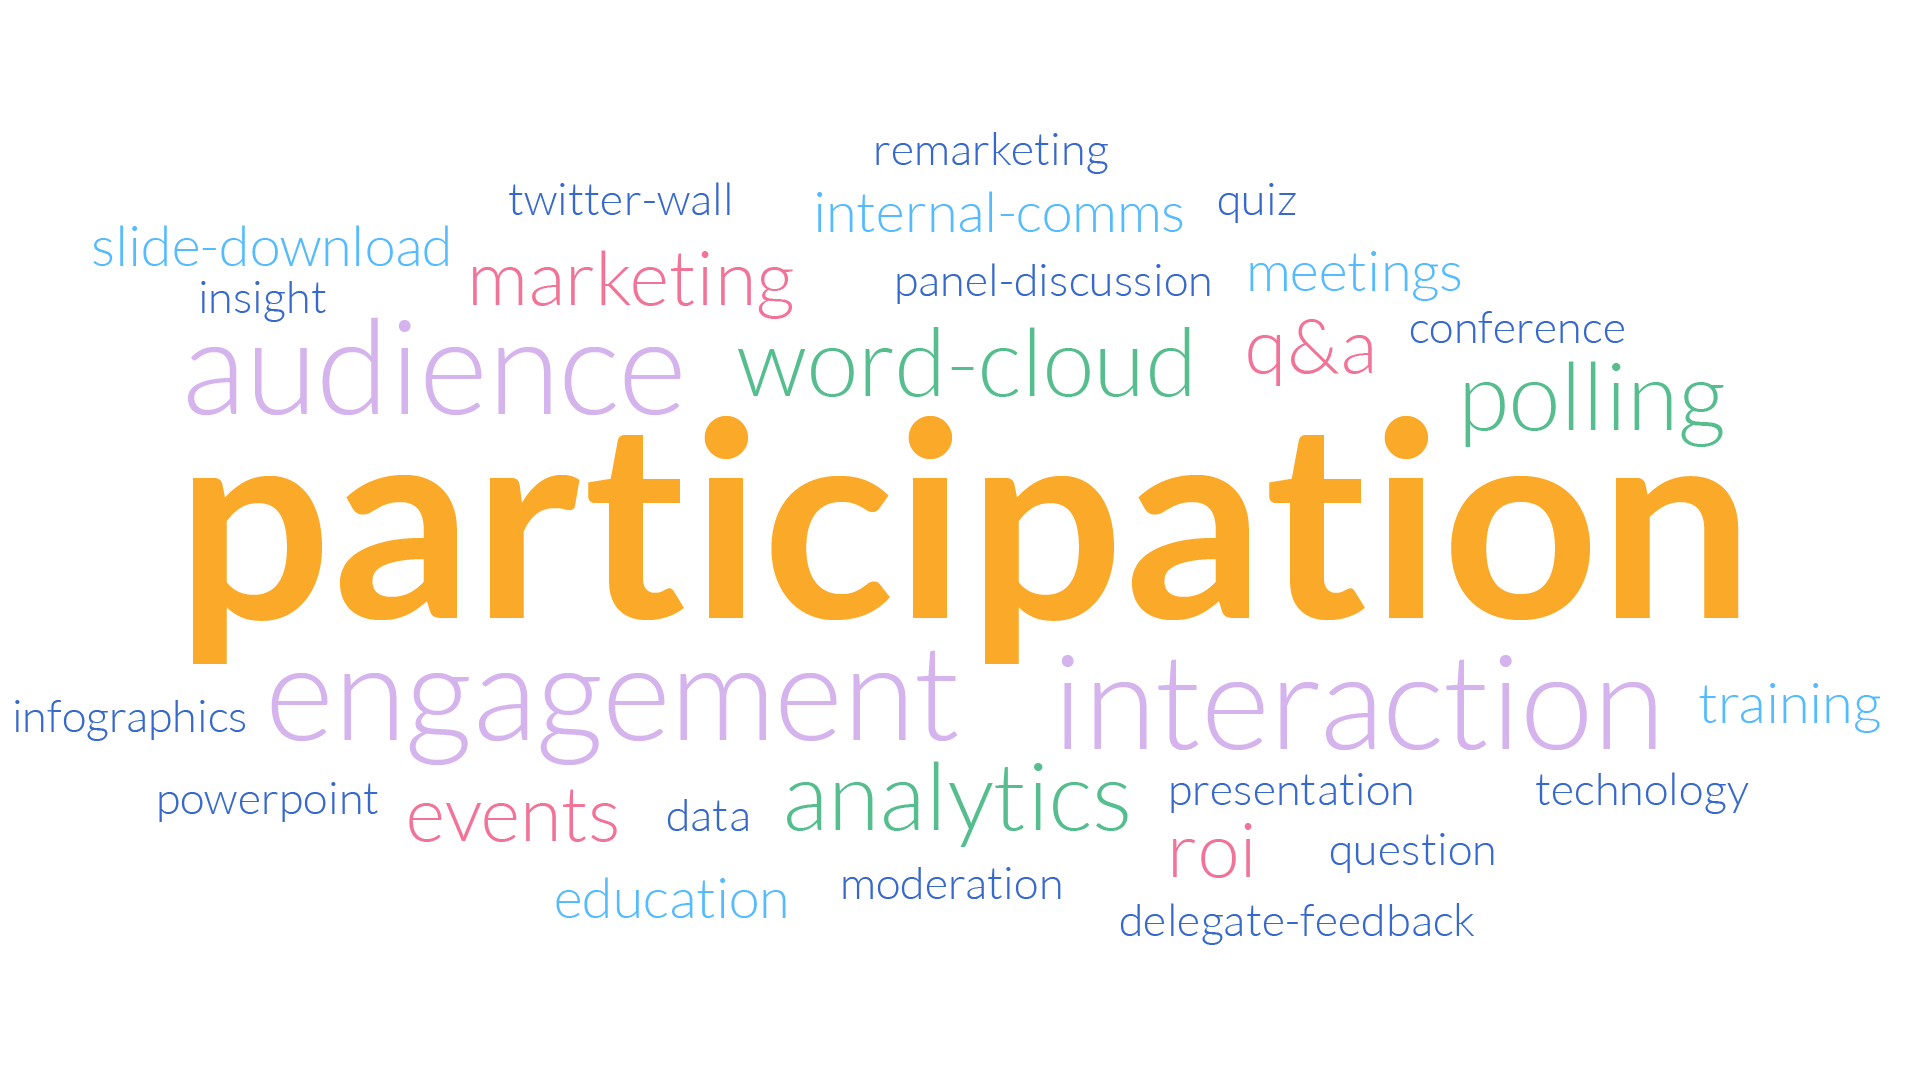 remarketing
twitter-wall
internal-comms
quiz
slide-download
marketing
panel-discussion
meetings
insight
conference
audience
word-cloud
q&a
polling
participation
infographics
engagement
interaction
training
powerpoint
events
data
analytics
presentation
technology
roi
question
education
moderation
delegate-feedback